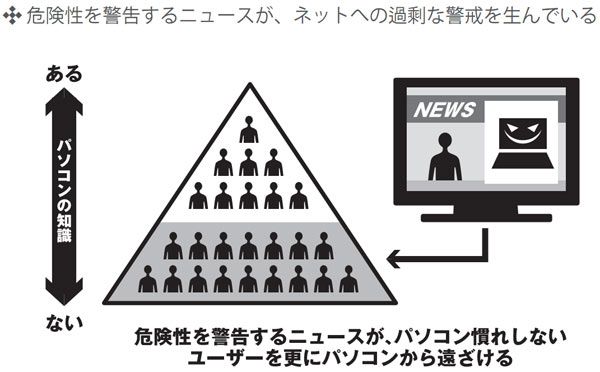 危険性を警告するニュースが、ネットへの過剰な警戒を生んでいる
ある
パソコンの知識
ない
NEWS
危険性を警告するニュースが、パソコン慣れしない
ユーザーを更にパソコンから遠ざける